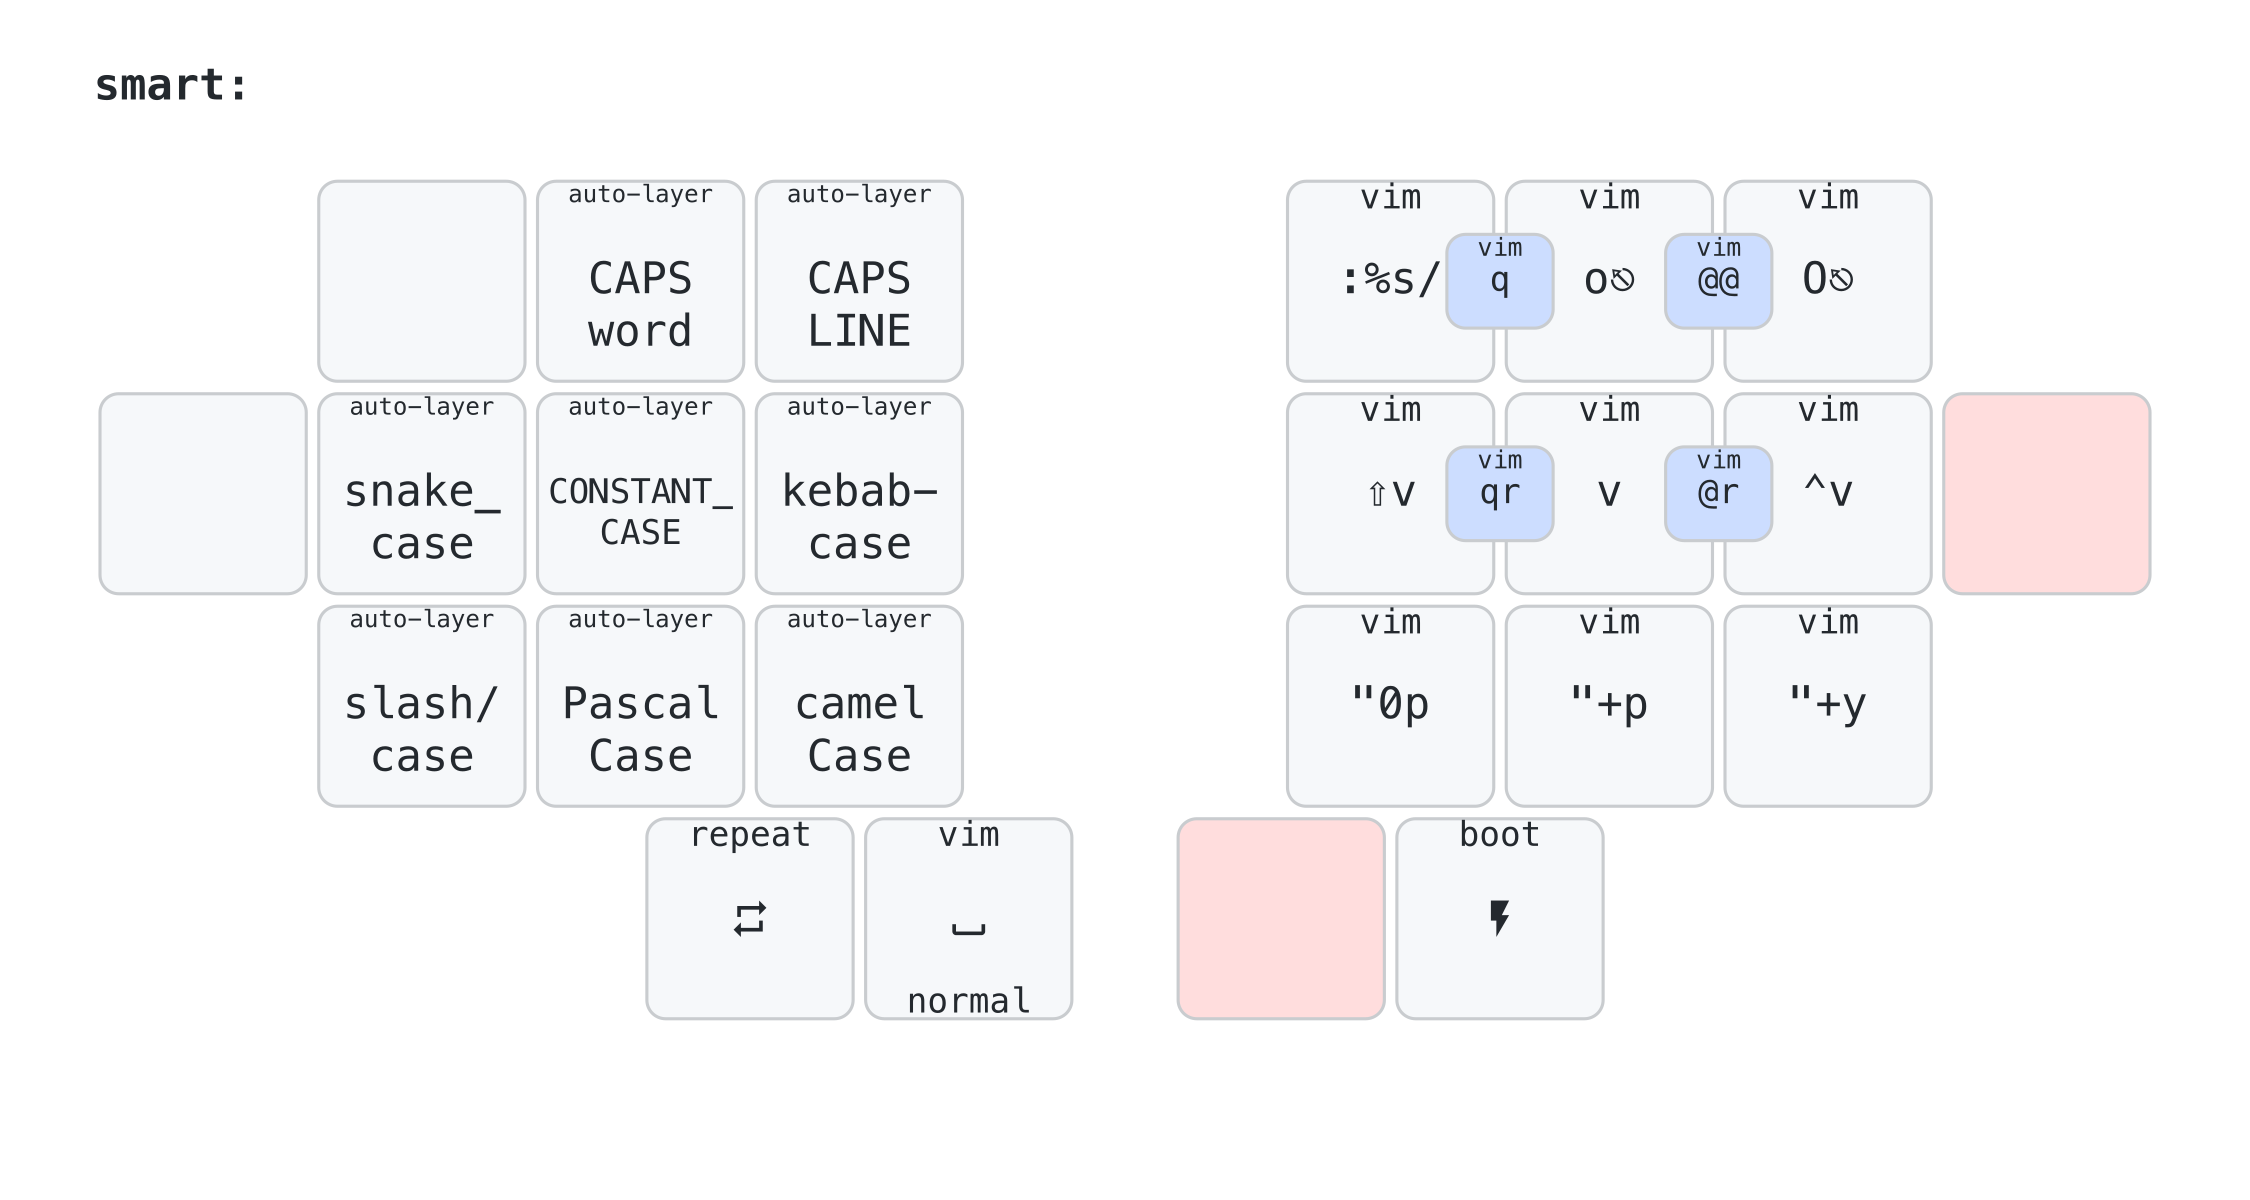 smart:
auto-layer
CAPS
word
auto-layer
CAPS
LINE
vim
:%s/
vim
q
vim
o⎋
vim
@@
vim
O⎋
auto-layer
snake_
case
auto-layer
CONSTANT_
CASE
auto-layer
kebab-
case
vim
⇧v
vim
qr
vim
v
vim
@r
vim
^v
auto-layer
slash/
case
auto-layer
Pascal
Case
auto-layer
camel
Case
vim
"0p
vim
"+p
vim
"+y
repeat
vim
normal
boot